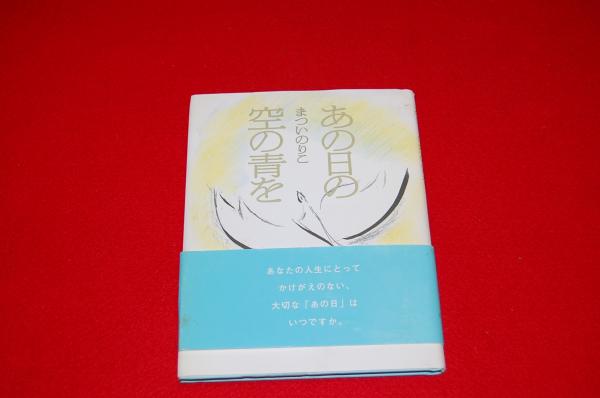 あの日の
空の青を
まついのりこ
あなたの人生にとって
かけがえのない、
大切な「あの日」は
いつですか。